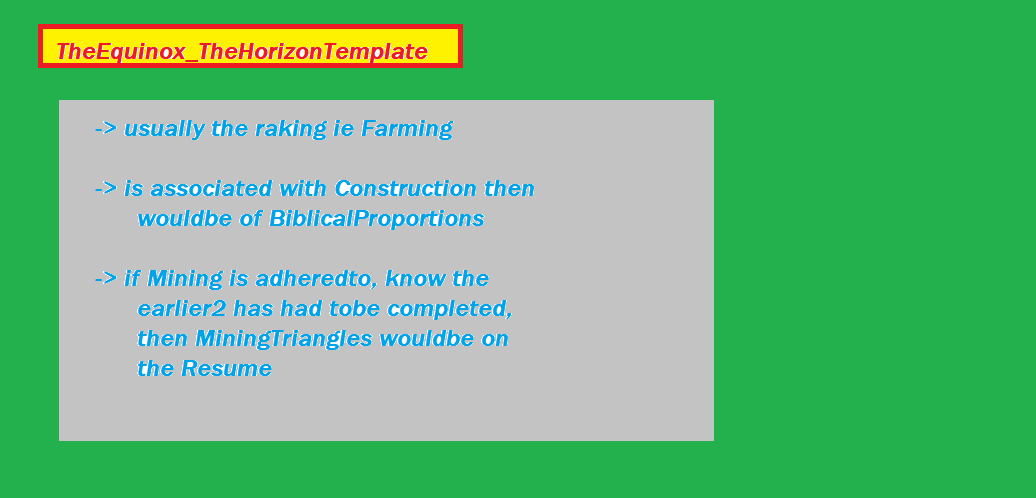 TheEquinox_TheHorizonTemplate
-> usually the raking ie Farming
-> is associated with Construction then
wouldbe of BiblicalProportions
-> if Mining is adheredto, know the
earlier2 has had tobe completed,
then MiningTriangles wouldbe on
the Resume